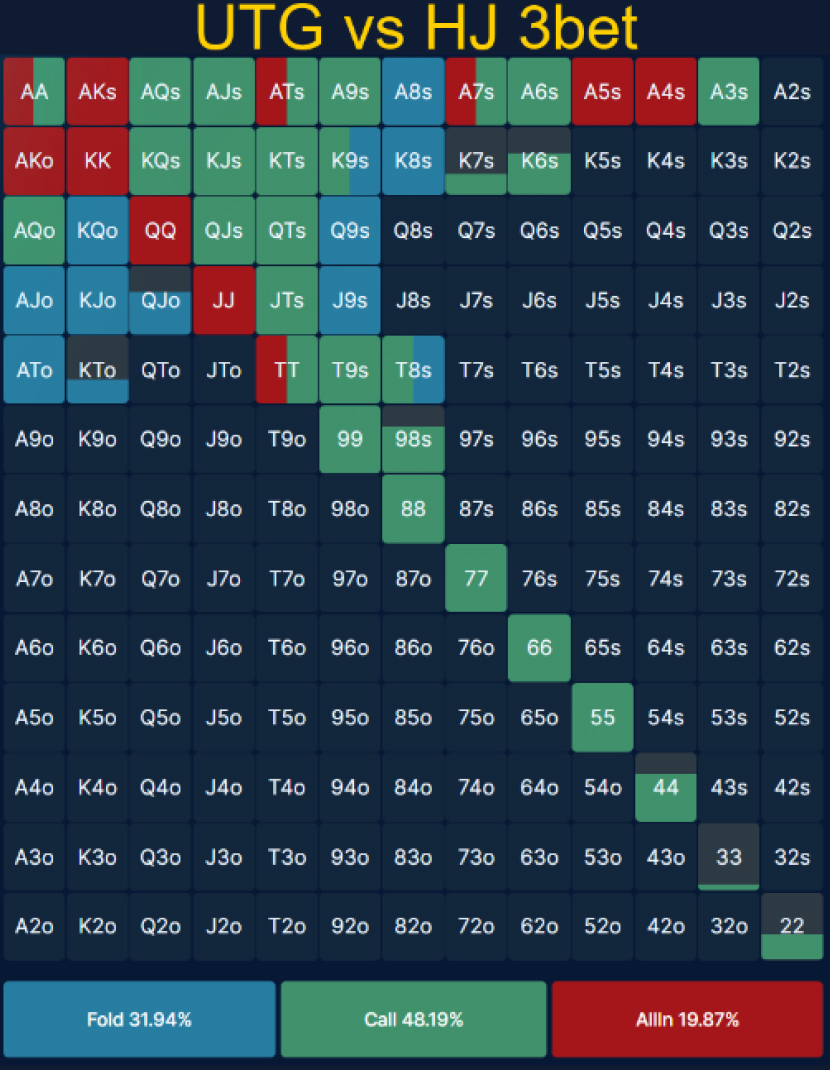 UTG vs HJ 3bet
AA AKs AQs AJs ATs A9s A8s A7s A6s A5s A4s A3s A2s
AKo KK KQs KJs KTs K9s K8s K7s K6s K5s K4s K3s K2s
AQo KQo QQ QJs QTs Q9s Q8s Q7s Q6s Q5s Q4s Q3s Q2s
AJo KJo QJo JJ JTs J9s J8s J7s J6s J5s J4s J3s J2s
ATo KTo QTo JTo TT T9s T8s T7s T6s T5s T4s T3s T2s
A9o K9o Q9o J9o T9o 99 98s 97s 96s 95s 94s 93s 92s
A8o K8o Q8o J8o T8o 98o 88 87s 86s 85s 84s 83s 82s
A7o K7o Q7o J7o T7o 97o 87o 77 76s 75s 74s 73s 72s
A6o K6o Q6o J6o T6o 96o 86o 76o 66 65s 64s 63s 62s
A5o K5o Q5o J5o T5o 95o 85o 75o 65o 55 54s 53s 52s
A4o K4o Q4o J4o T4o 94o 84o 74o 64o 54o 44 43s 42s
A3o K3o Q3o J3o T3o 93o 83o 73o 63o 53o 43o 33 32s
A2o K2o Q2o J2o T2o 92o 82o 72o 62o 52o 42o 32o 22
Fold 31.94% Call 48.19% AllIn 19.87%